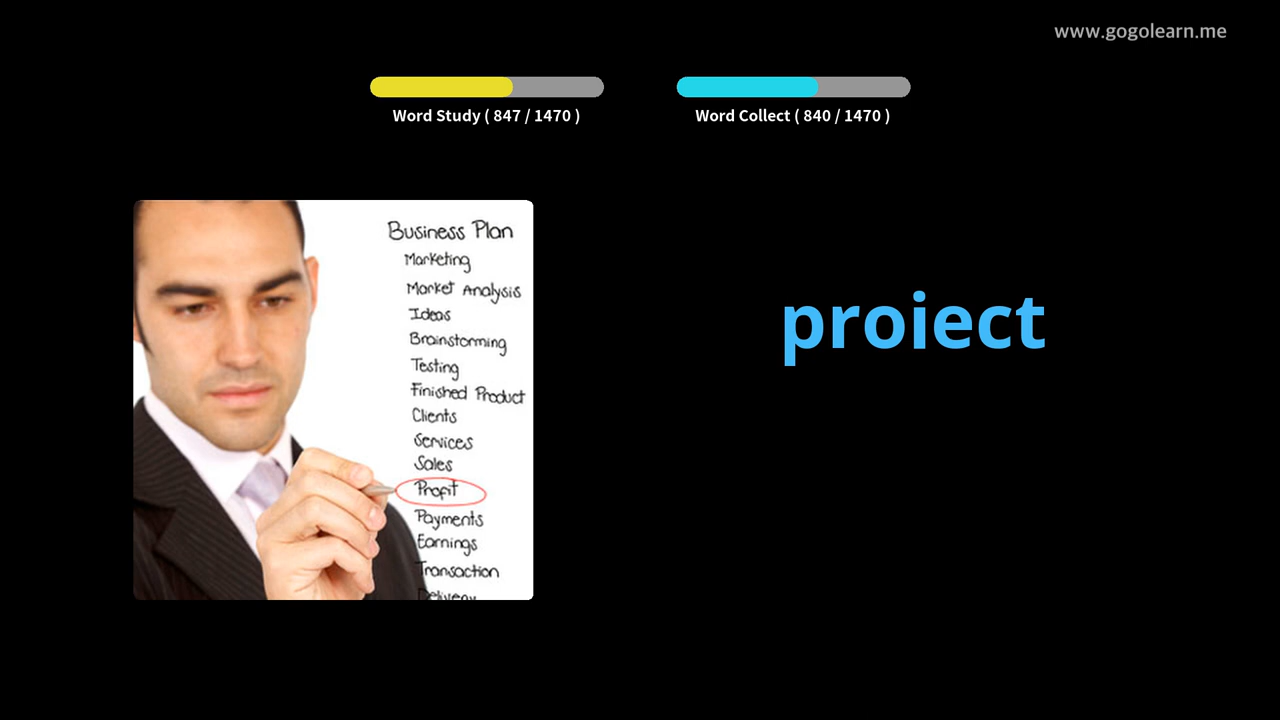 www.gogolearn.me
Word Study ( 847 / 1470 )
Word Collect ( 840 / 1470 )
Business Plan
Marketing
Market Analysis
Ideas
Brainstorming
Testing
Finished Product
Clients
Services
Sales
Profit
Payments
Earnings
Transaction
Delivery
proiect